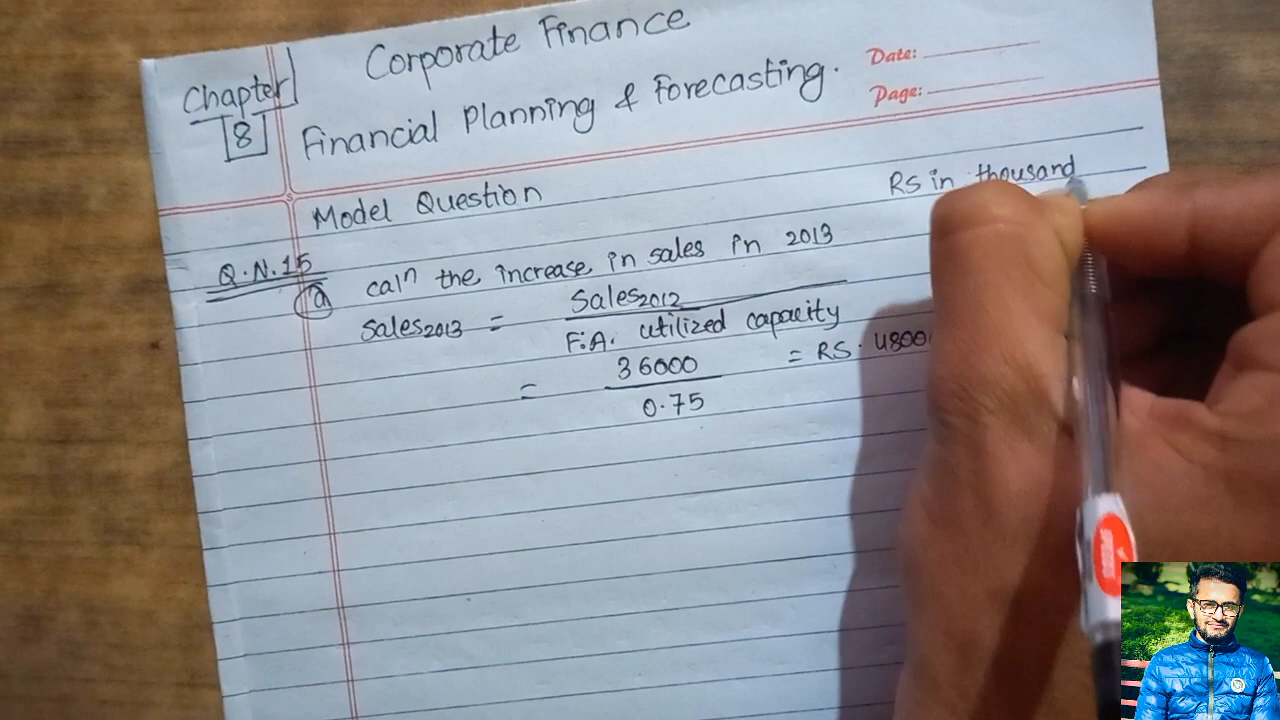 Corporate Finance
Chapter 8
Financial Planning & Forecasting.
Date:
Page:
Model Question
RS in thousand
Q.N.15
(a) calⁿ the increase in sales in 2013
Sales2013 = Sales2012 / F.A. utilized capacity
= 36000 / 0.75 = RS. 4800